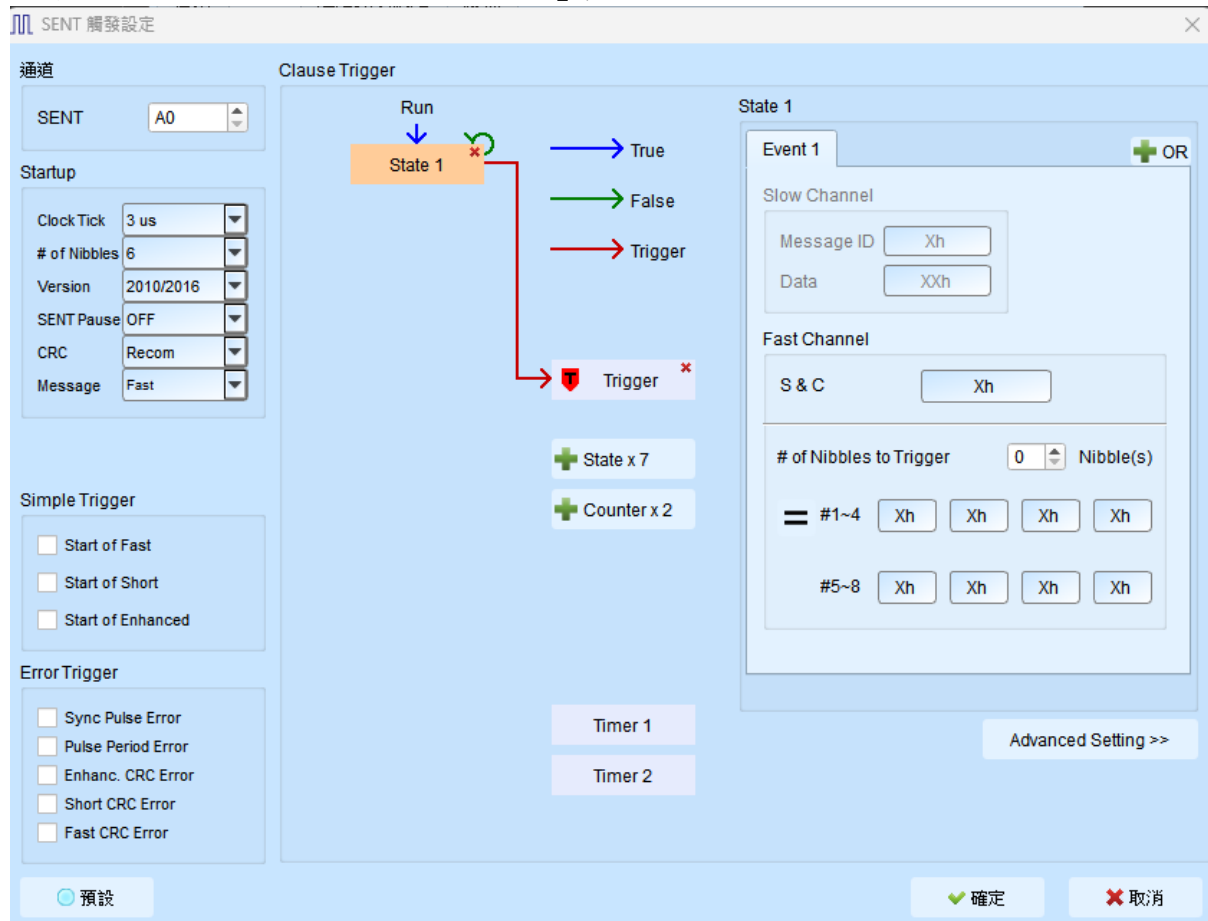 SENT 觸發設定
通道
SENT A0
Startup
Clock Tick 3 us
# of Nibbles 6
Version 2010/2016
SENT Pause OFF
CRC Recom
Message Fast
Simple Trigger
Start of Fast
Start of Short
Start of Enhanced
Error Trigger
Sync Pulse Error
Pulse Period Error
Enhanc. CRC Error
Short CRC Error
Fast CRC Error
Clause Trigger
Run
State 1
True
False
Trigger
T Trigger
State x 7
Counter x 2
Timer 1
Timer 2
State 1
Event 1
OR
Slow Channel
Message ID Xh
Data XXh
Fast Channel
S & C Xh
# of Nibbles to Trigger 0 Nibble(s)
= #1~4 Xh Xh Xh Xh
#5~8 Xh Xh Xh Xh
Advanced Setting >>
預設
確定
取消